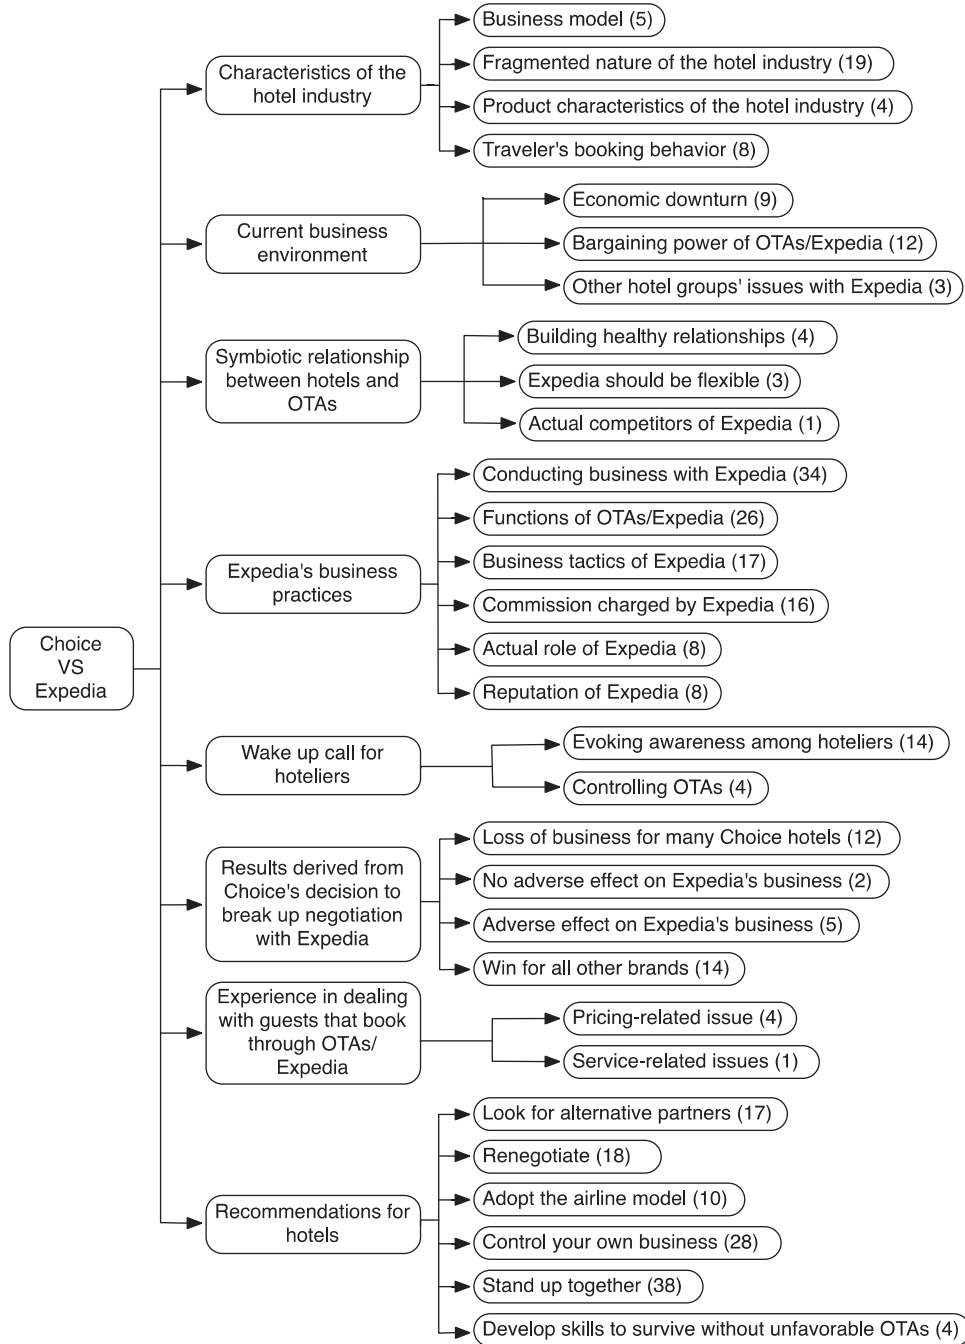 Choice
VS
Expedia
Characteristics of the
hotel industry
Business model (5)
Fragmented nature of the hotel industry (19)
Product characteristics of the hotel industry (4)
Traveler's booking behavior (8)
Current business
environment
Economic downturn (9)
Bargaining power of OTAs/Expedia (12)
Other hotel groups' issues with Expedia (3)
Symbiotic relationship
between hotels and
OTAs
Building healthy relationships (4)
Expedia should be flexible (3)
Actual competitors of Expedia (1)
Expedia's business
practices
Conducting business with Expedia (34)
Functions of OTAs/Expedia (26)
Business tactics of Expedia (17)
Commission charged by Expedia (16)
Actual role of Expedia (8)
Reputation of Expedia (8)
Wake up call for
hoteliers
Evoking awareness among hoteliers (14)
Controlling OTAs (4)
Results derived from
Choice's decision to
break up negotiation
with Expedia
Loss of business for many Choice hotels (12)
No adverse effect on Expedia's business (2)
Adverse effect on Expedia's business (5)
Win for all other brands (14)
Experience in dealing
with guests that book
through OTAs/
Expedia
Pricing-related issue (4)
Service-related issues (1)
Recommendations for
hotels
Look for alternative partners (17)
Renegotiate (18)
Adopt the airline model (10)
Control your own business (28)
Stand up together (38)
Develop skills to survive without unfavorable OTAs (4)